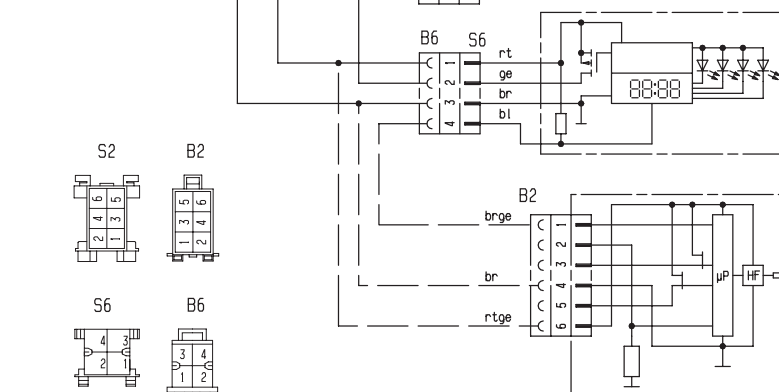 B6 S6
1 rt
2 ge
3 br
4 bl
88:88
S2 B2
6 5
4 3
2 1
5 6
3 4
1 2
B2
brge 1
2
3
br 4
5
rtge 6
µP HF
S6 B6
4 3
2 1
3 4
1 2